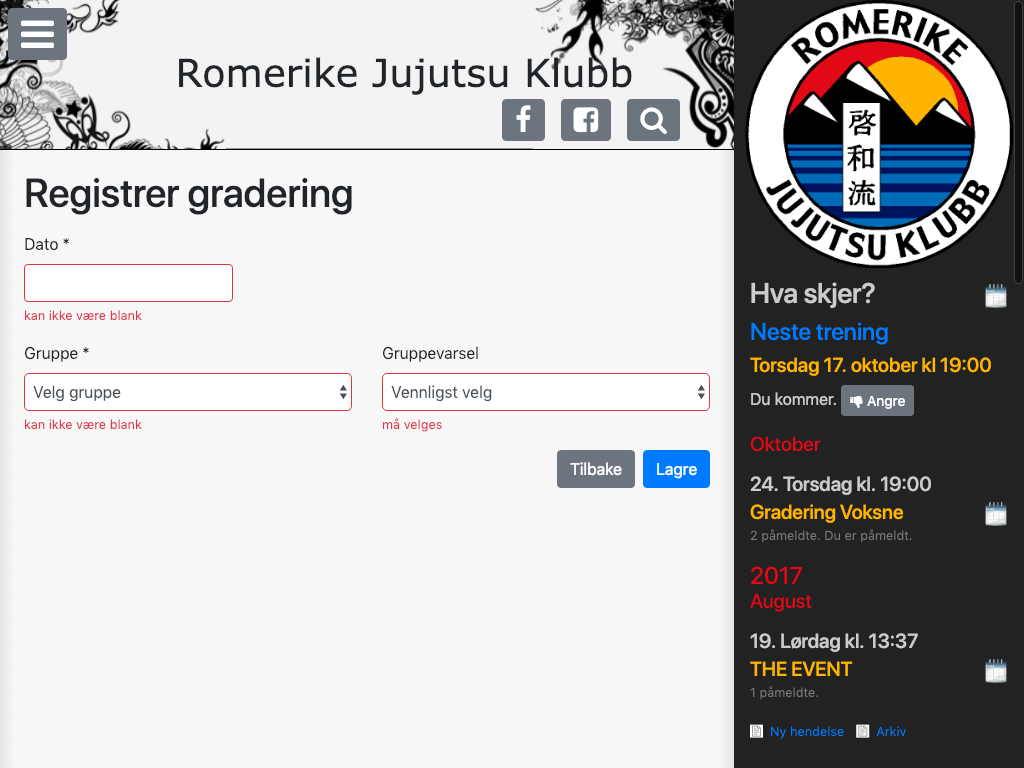 Romerike Jujutsu Klubb
Registrer gradering
Dato *
kan ikke være blank
Gruppe *
Velg gruppe
kan ikke være blank
Gruppevarsel
Vennligst velg
må velges
Tilbake
Lagre
ROMERIKE
啓和流
JUJUTSU KLUBB
Hva skjer?
Neste trening
Torsdag 17. oktober kl 19:00
Du kommer. Angre
Oktober
24. Torsdag kl. 19:00
Gradering Voksne
2 påmeldte. Du er påmeldt.
2017
August
19. Lørdag kl. 13:37
THE EVENT
1 påmeldte.
Ny hendelse Arkiv